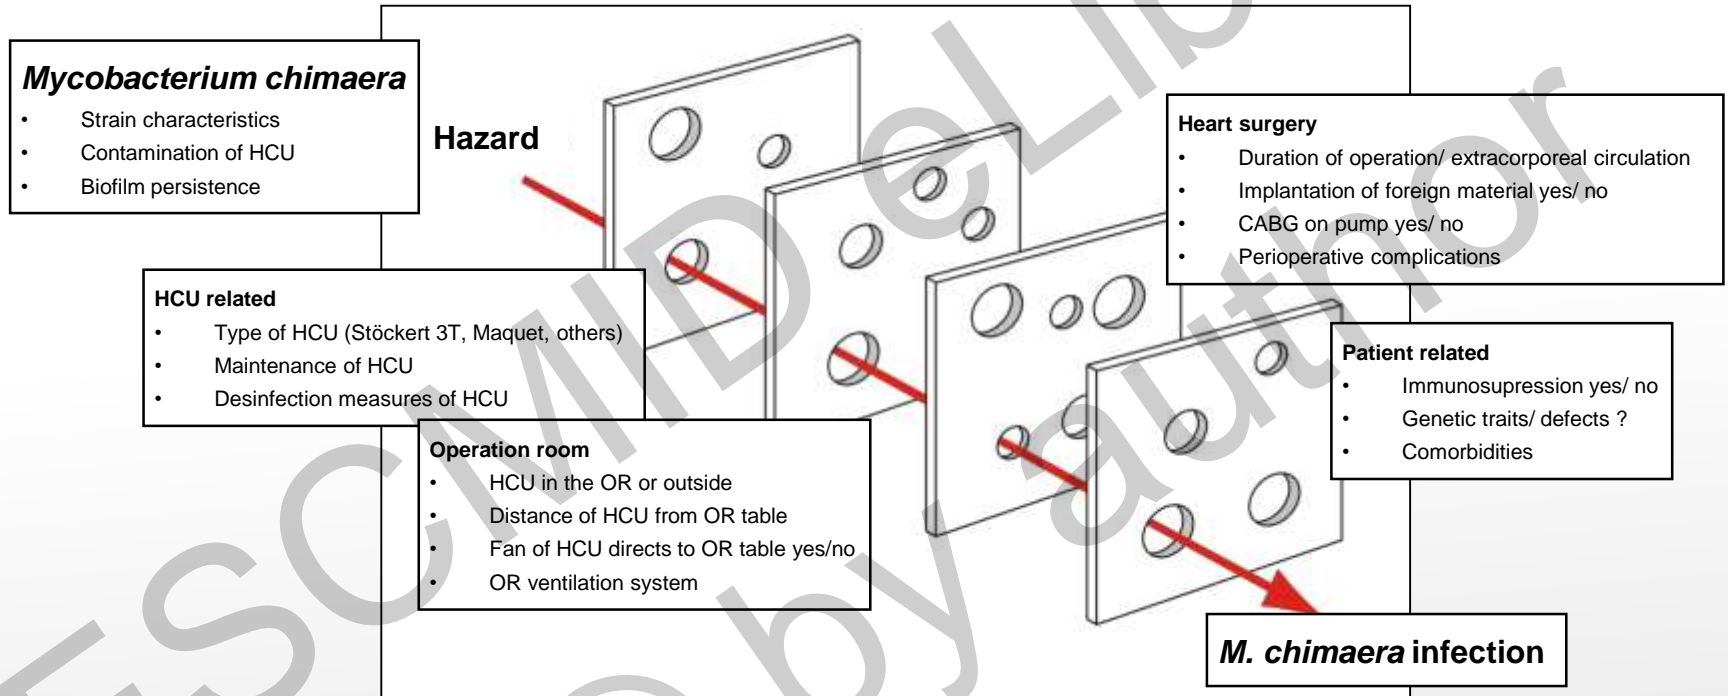 Mycobacterium chimaera
• Strain characteristics
• Contamination of HCU
• Biofilm persistence
Hazard
HCU related
• Type of HCU (Stöckert 3T, Maquet, others)
• Maintenance of HCU
• Desinfection measures of HCU
Operation room
• HCU in the OR or outside
• Distance of HCU from OR table
• Fan of HCU directs to OR table yes/no
• OR ventilation system
Heart surgery
• Duration of operation/ extracorporeal circulation
• Implantation of foreign material yes/ no
• CABG on pump yes/ no
• Perioperative complications
Patient related
• Immunosupression yes/ no
• Genetic traits/ defects ?
• Comorbidities
M. chimaera infection
ESCMID eLib
© by author